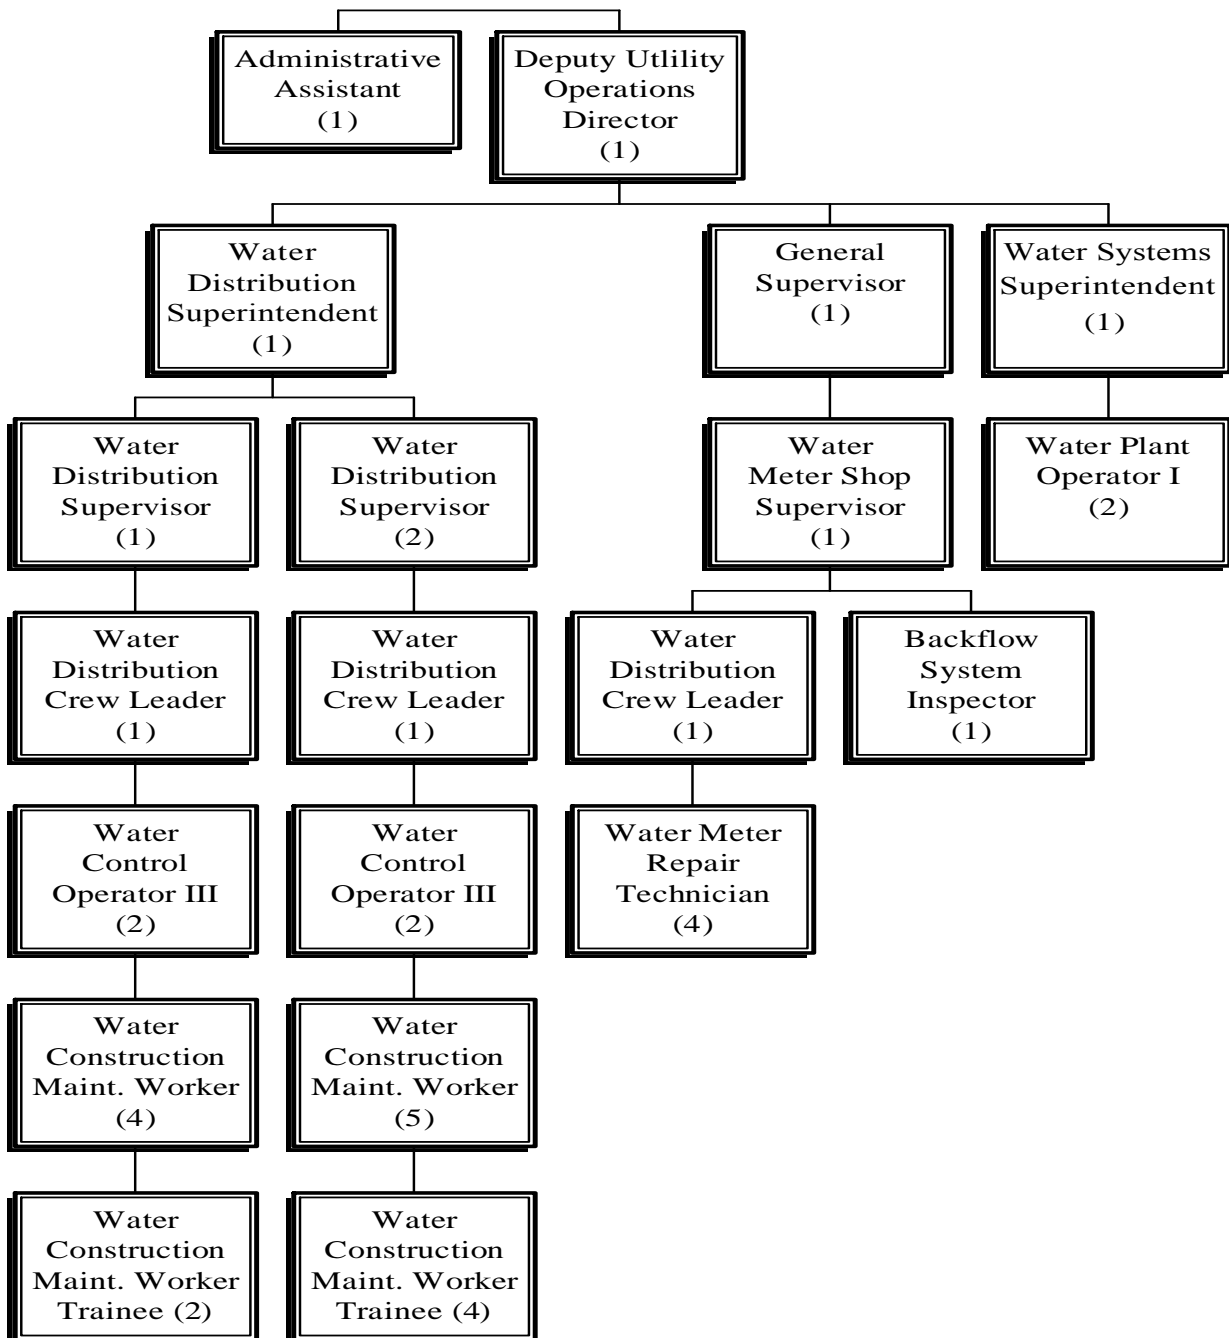 Administrative
Assistant
(1)
Deputy Utlility
Operations
Director
(1)
Water
Distribution
Superintendent
(1)
General
Supervisor
(1)
Water Systems
Superintendent
(1)
Water
Distribution
Supervisor
(1)
Water
Distribution
Supervisor
(2)
Water
Meter Shop
Supervisor
(1)
Water Plant
Operator I
(2)
Water
Distribution
Crew Leader
(1)
Water
Distribution
Crew Leader
(1)
Water
Distribution
Crew Leader
(1)
Backflow
System
Inspector
(1)
Water
Control
Operator III
(2)
Water
Control
Operator III
(2)
Water Meter
Repair
Technician
(4)
Water
Construction
Maint. Worker
(4)
Water
Construction
Maint. Worker
(5)
Water
Construction
Maint. Worker
Trainee (2)
Water
Construction
Maint. Worker
Trainee (4)